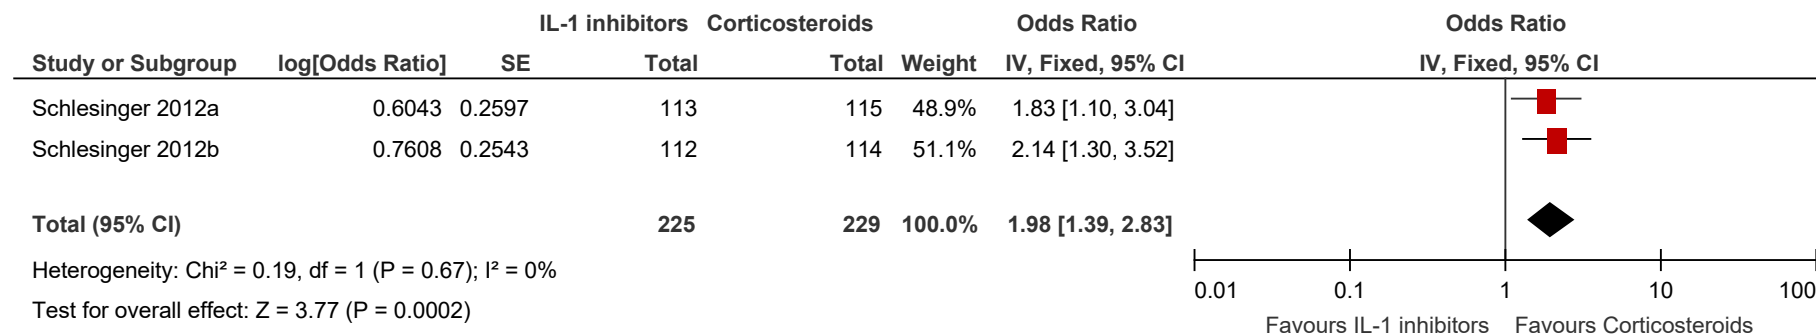 IL-1 inhibitors Corticosteroids Odds Ratio Odds Ratio
Study or Subgroup log[Odds Ratio] SE Total Total Weight IV, Fixed, 95% CI IV, Fixed, 95% CI
Schlesinger 2012a 0.6043 0.2597 113 115 48.9% 1.83 [1.10, 3.04]
Schlesinger 2012b 0.7608 0.2543 112 114 51.1% 2.14 [1.30, 3.52]
Total (95% CI) 225 229 100.0% 1.98 [1.39, 2.83]
Heterogeneity: Chi² = 0.19, df = 1 (P = 0.67); I² = 0%
Test for overall effect: Z = 3.77 (P = 0.0002)
0.01 0.1 1 10 100
Favours IL-1 inhibitors Favours Corticosteroids